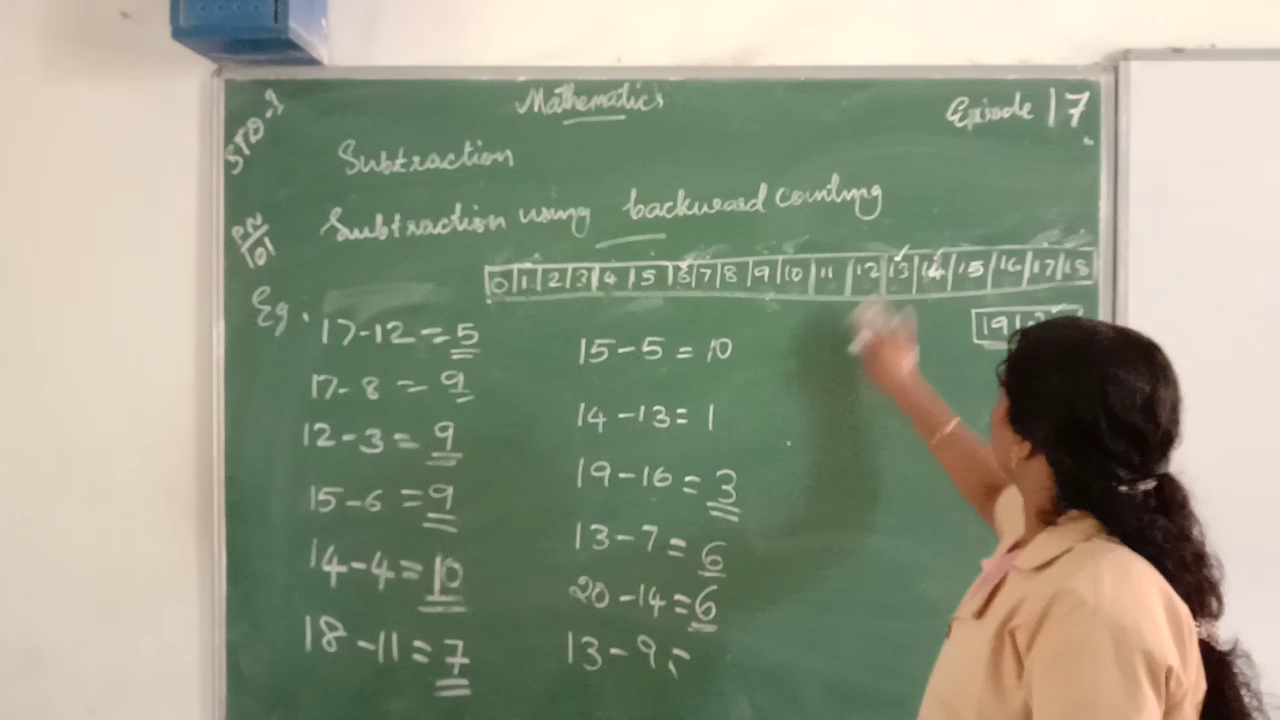 Mathematics
Episode 17
STD-1
Subtraction
PN/101
Subtraction using backward counting
0 1 2 3 4 5 6 7 8 9 10 11 12 13 14 15 16 17 18
19
Eg.
17-12=5
17-8=9
12-3=9
15-6=9
14-4=10
18-11=7
15-5=10
14-13=1
19-16=3
13-7=6
20-14=6
13-9=